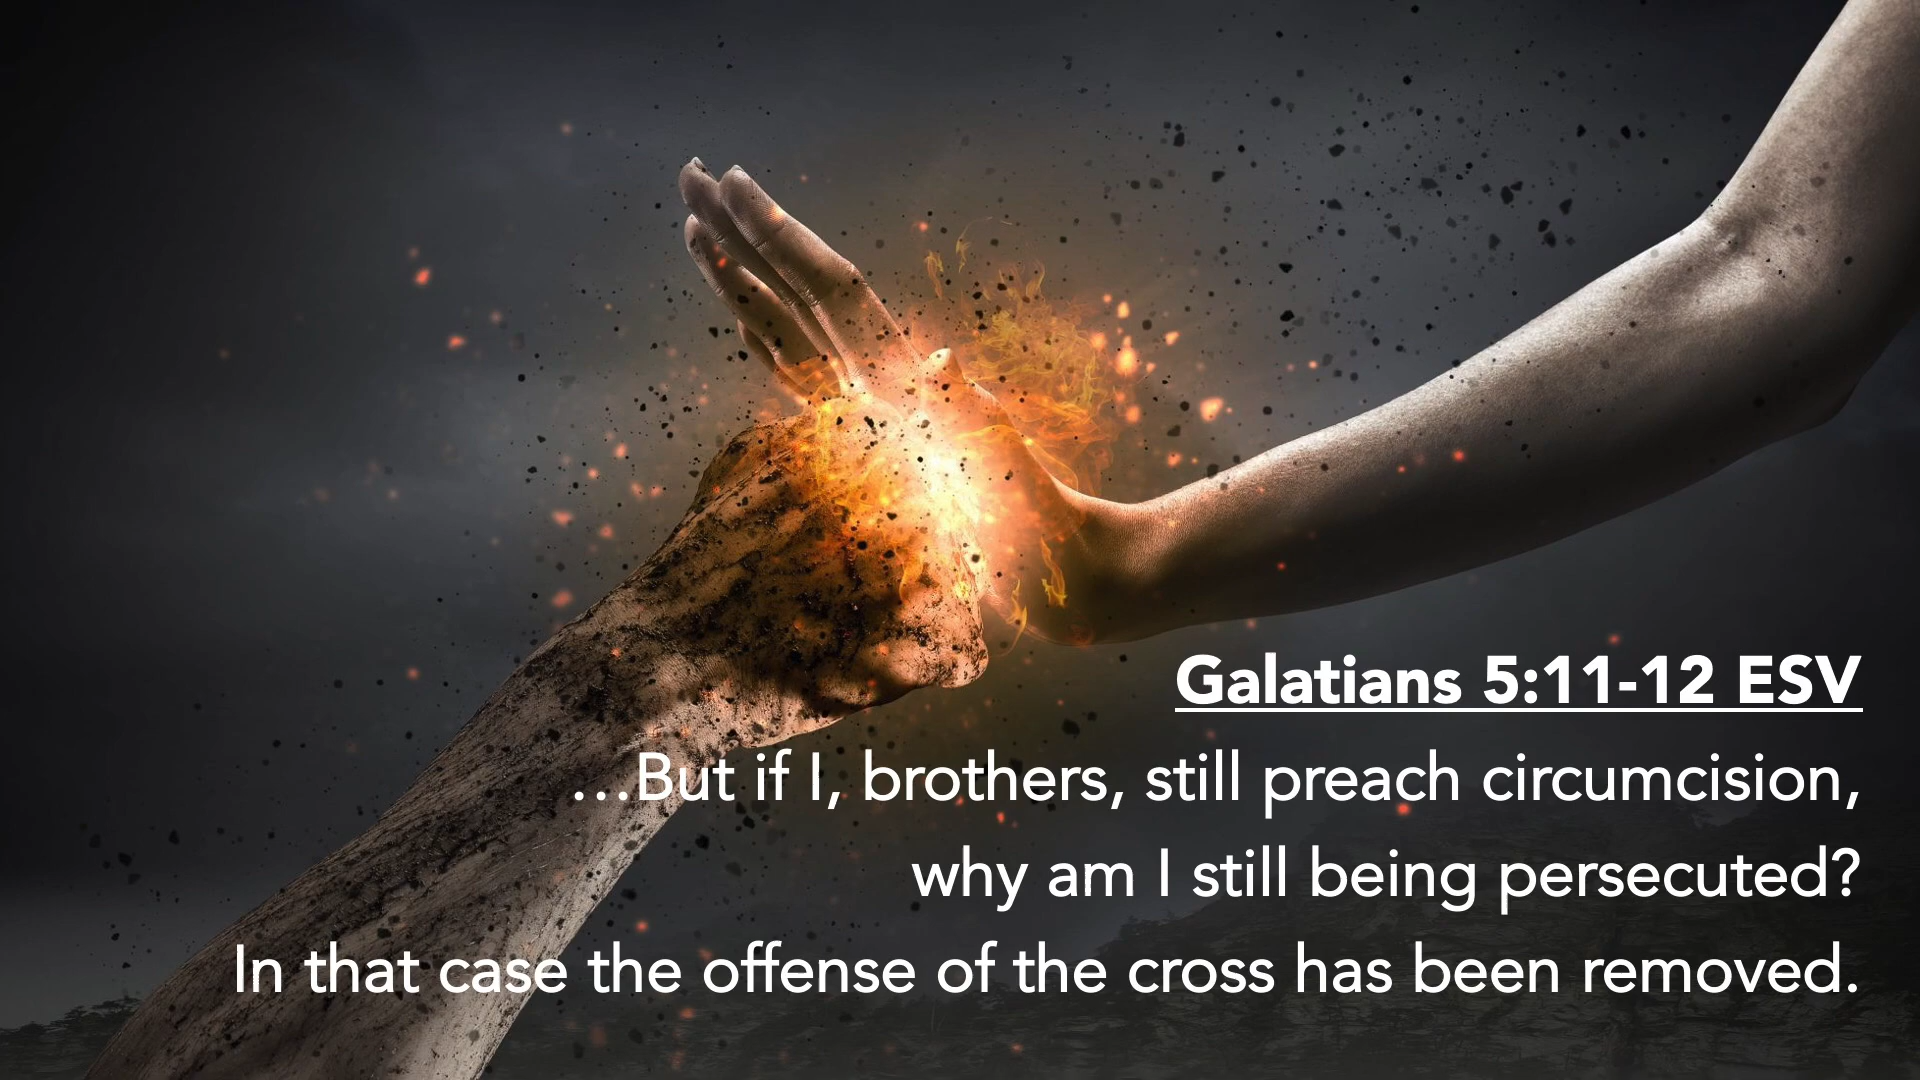 Galatians 5:11-12 ESV
…But if I, brothers, still preach circumcision,
why am I still being persecuted?
In that case the offense of the cross has been removed.